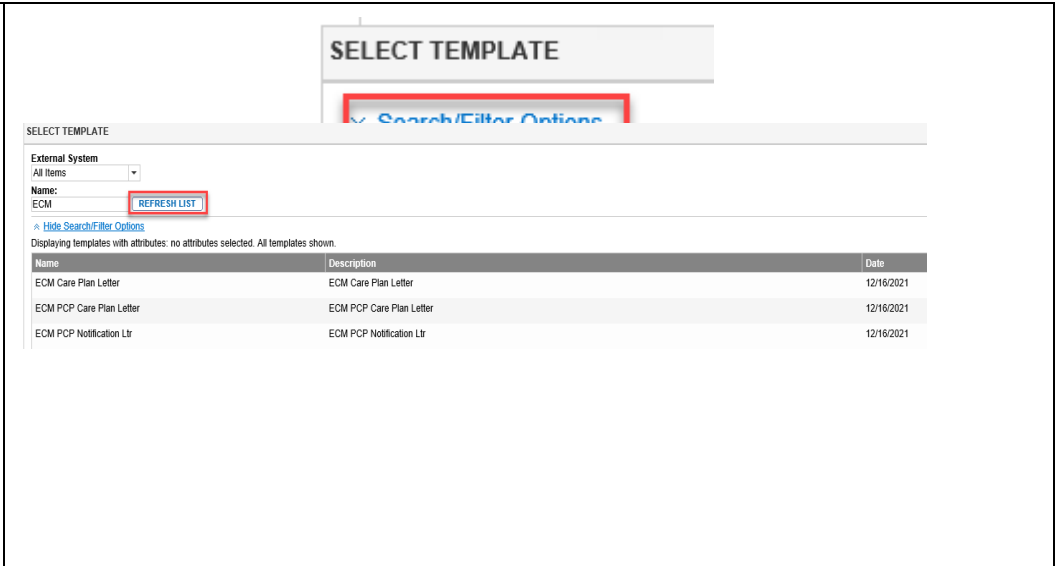 SELECT TEMPLATE
Search/Filter Options
SELECT TEMPLATE
External System
All Items
Name:
ECM REFRESH LIST
Hide Search/Filter Options
Displaying templates with attributes: no attributes selected. All templates shown.
Name Description Date
ECM Care Plan Letter ECM Care Plan Letter 12/16/2021
ECM PCP Care Plan Letter ECM PCP Care Plan Letter 12/16/2021
ECM PCP Notification Ltr ECM PCP Notification Ltr 12/16/2021